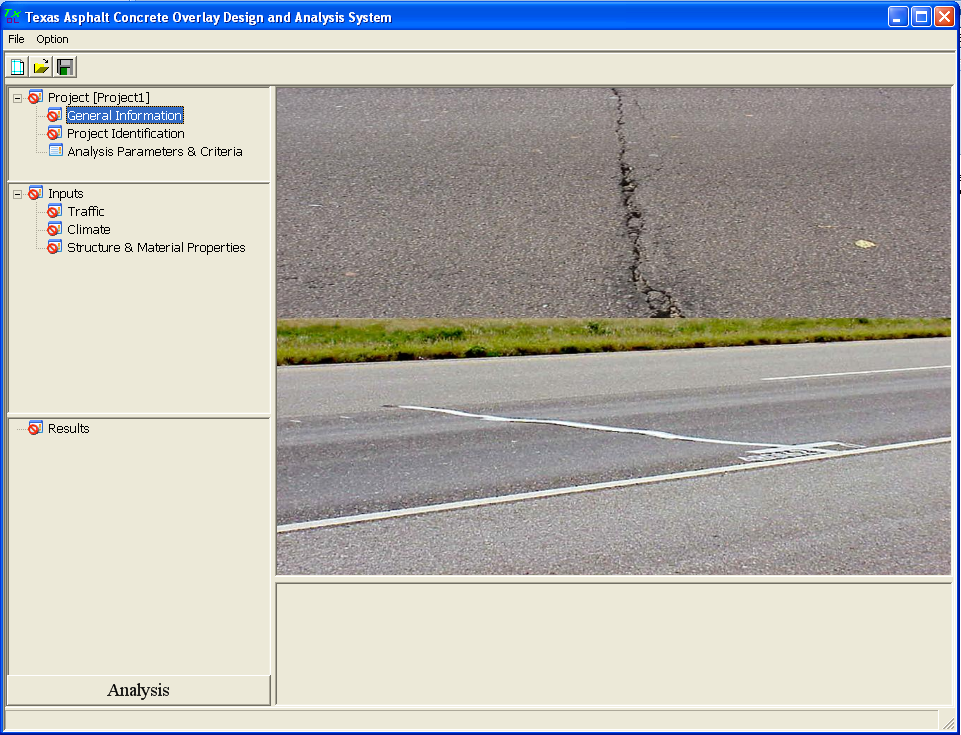 Texas Asphalt Concrete Overlay Design and Analysis System
File Option
Project [Project1]
General Information
Project Identification
Analysis Parameters & Criteria
Inputs
Traffic
Climate
Structure & Material Properties
Results
Analysis